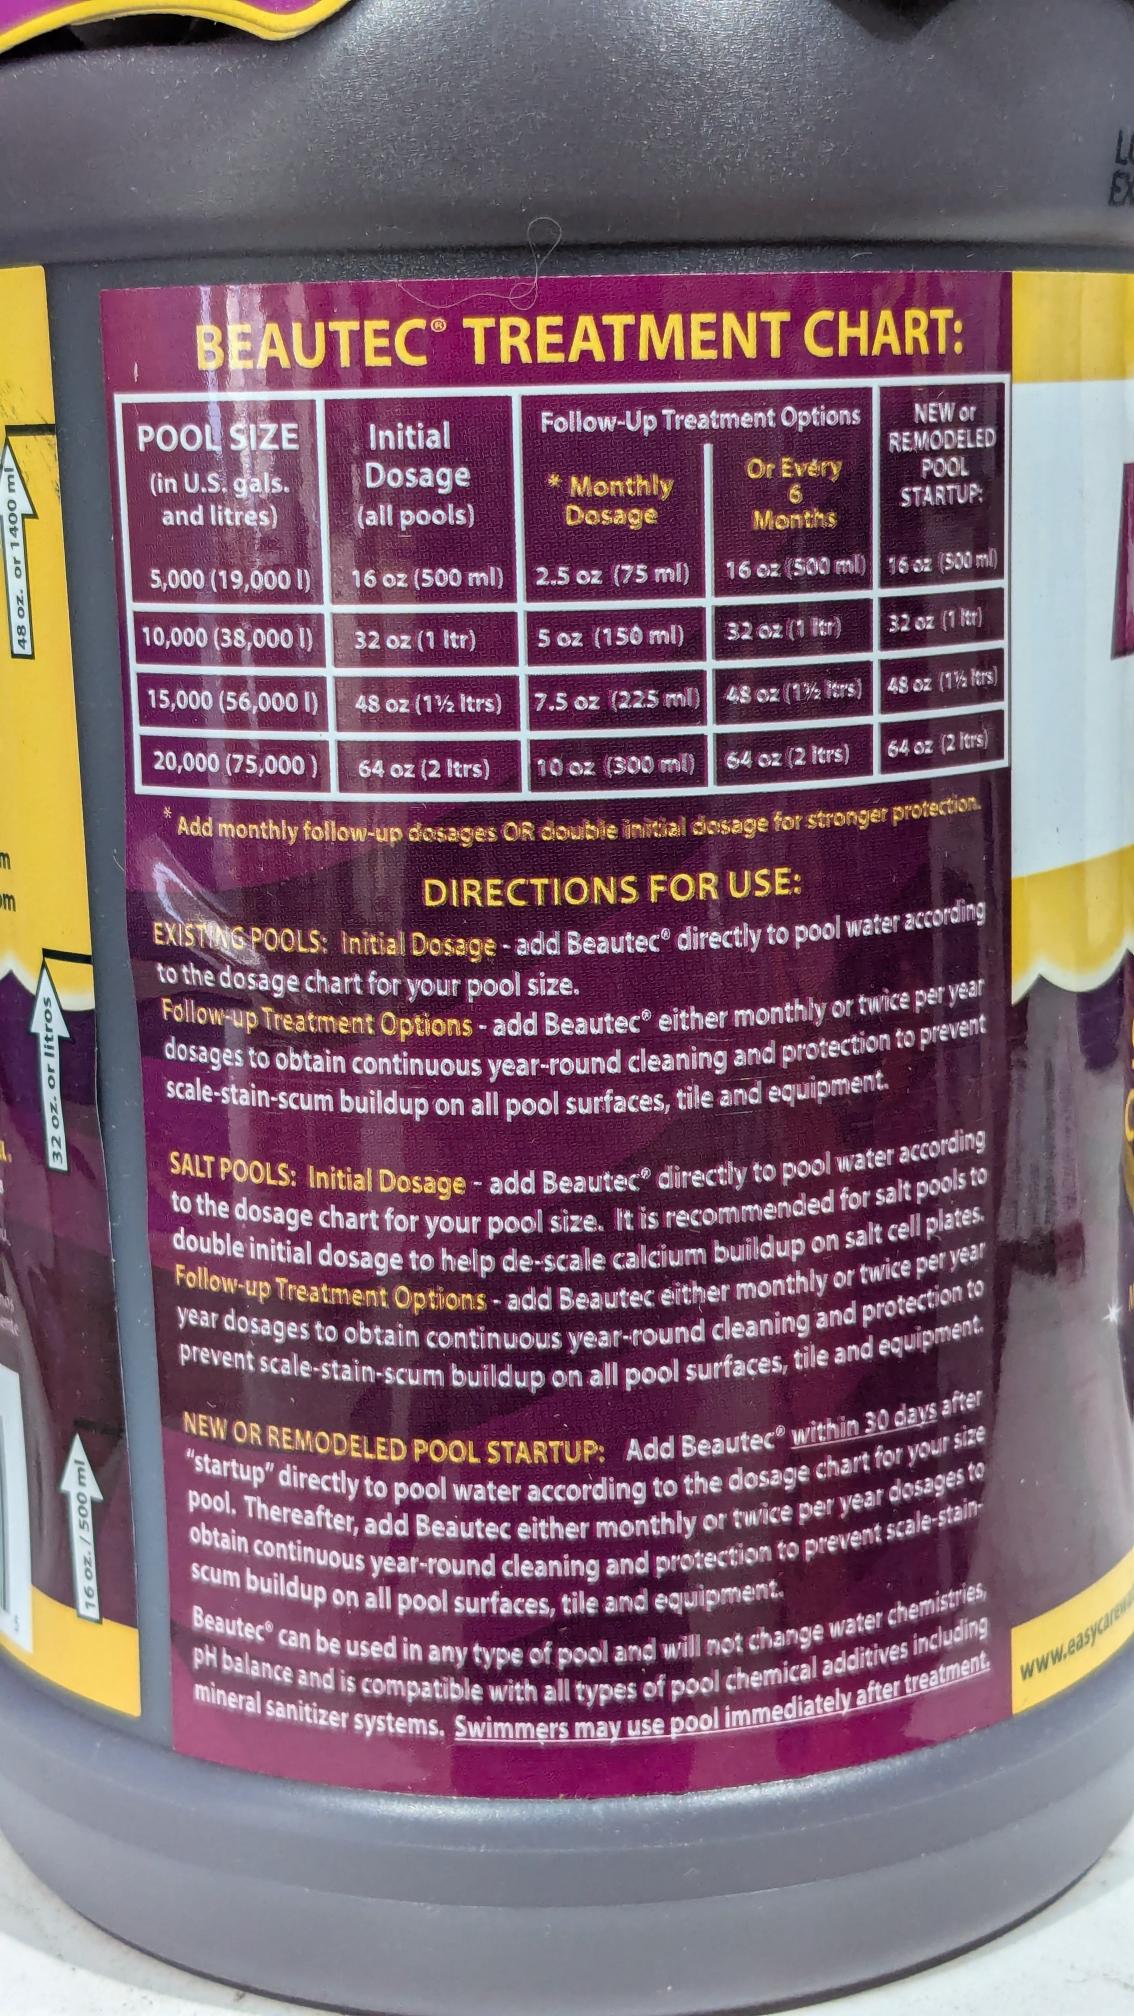 BEAUTEC® TREATMENT CHART:
POOL SIZE
(in U.S. gals.
and litres)
Initial
Dosage
(all pools)
Follow-Up Treatment Options
* Monthly
Dosage
Or Every
6
Months
NEW or
REMODELED
POOL
STARTUP:
5,000 (19,000 l) 16 oz (500 ml) 2.5 oz (75 ml) 16 oz (500 ml) 16 oz (500 ml)
10,000 (38,000 l) 32 oz (1 ltr) 5 oz (150 ml) 32 oz (1 ltr) 32 oz (1 ltr)
15,000 (56,000 l) 48 oz (1½ ltrs) 7.5 oz (225 ml) 48 oz (1½ ltrs) 48 oz (1½ ltrs)
20,000 (75,000 ) 64 oz (2 ltrs) 10 oz (300 ml) 64 oz (2 ltrs) 64 oz (2 ltrs)
* Add monthly follow-up dosages OR double initial dosage for stronger protection.
DIRECTIONS FOR USE:
EXISTING POOLS: Initial Dosage - add Beautec® directly to pool water according
to the dosage chart for your pool size.
Follow-up Treatment Options - add Beautec® either monthly or twice per year
dosages to obtain continuous year-round cleaning and protection to prevent
scale-stain-scum buildup on all pool surfaces, tile and equipment.
SALT POOLS: Initial Dosage - add Beautec® directly to pool water according
to the dosage chart for your pool size. It is recommended for salt pools to
double initial dosage to help de-scale calcium buildup on salt cell plates.
Follow-up Treatment Options - add Beautec either monthly or twice per year
year dosages to obtain continuous year-round cleaning and protection to
prevent scale-stain-scum buildup on all pool surfaces, tile and equipment.
NEW OR REMODELED POOL STARTUP: Add Beautec® within 30 days after
"startup" directly to pool water according to the dosage chart for your size
pool. Thereafter, add Beautec either monthly or twice per year dosages to
obtain continuous year-round cleaning and protection to prevent scale-stain-
scum buildup on all pool surfaces, tile and equipment.
Beautec® can be used in any type of pool and will not change water chemistries,
pH balance and is compatible with all types of pool chemical additives including
mineral sanitizer systems. Swimmers may use pool immediately after treatment.
48 oz. or 1400 ml
32 oz. or litros
16 oz. / 500 ml